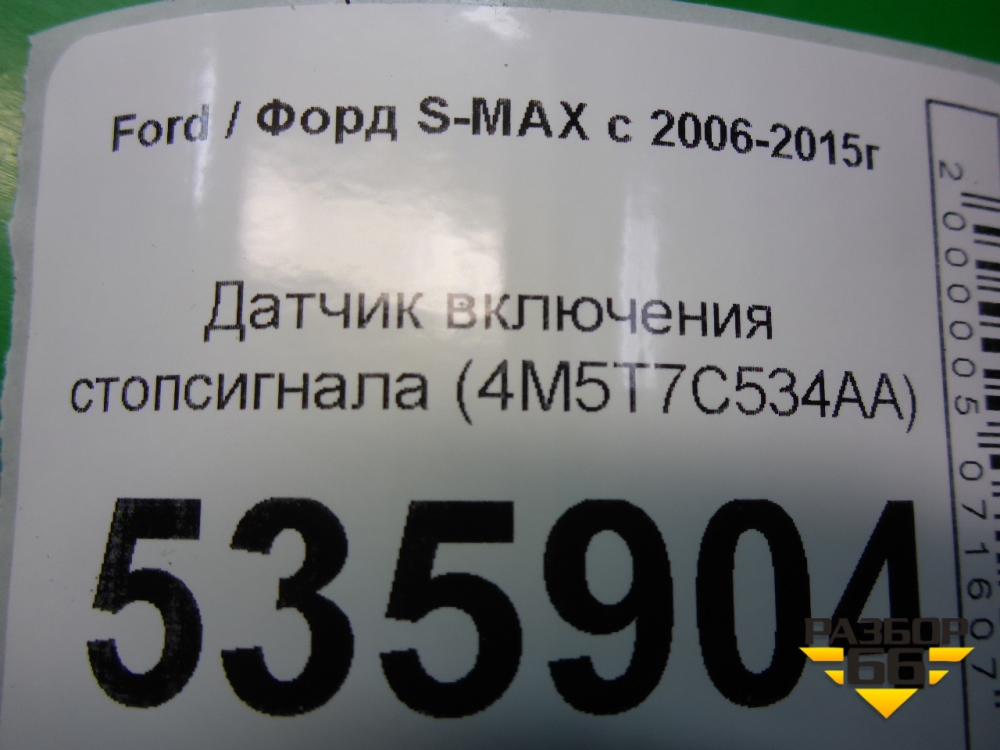 Ford / Форд S-MAX с 2006-2015г
Датчик включения
стопсигнала (4M5T7C534AA)
535904
2000005071607
РАЗБОР
66